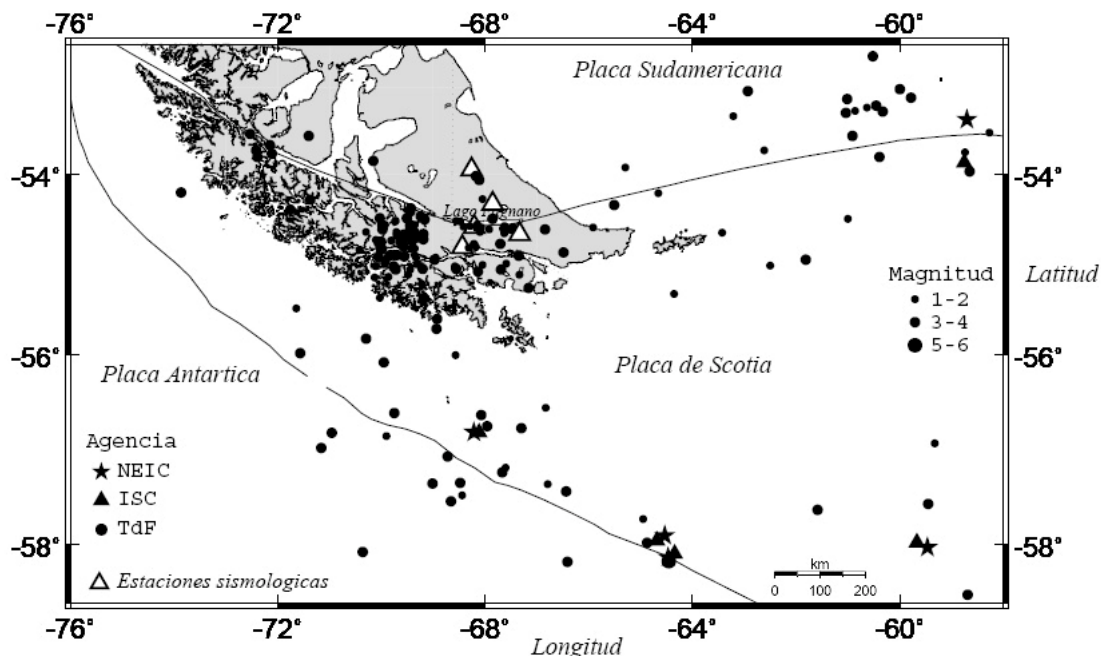 -76° -72° -68° -64° -60°
Placa Sudamericana
-54° -54°
Lago Fagnano
Magnitud
1-2
3-4
5-6
Latitud
-56° -56°
Placa Antartica
Placa de Scotia
Agencia
NEIC
ISC
TdF
-58° -58°
Estaciones sismologicas
km
0 100 200
-76° -72° -68° -64° -60°
Longitud